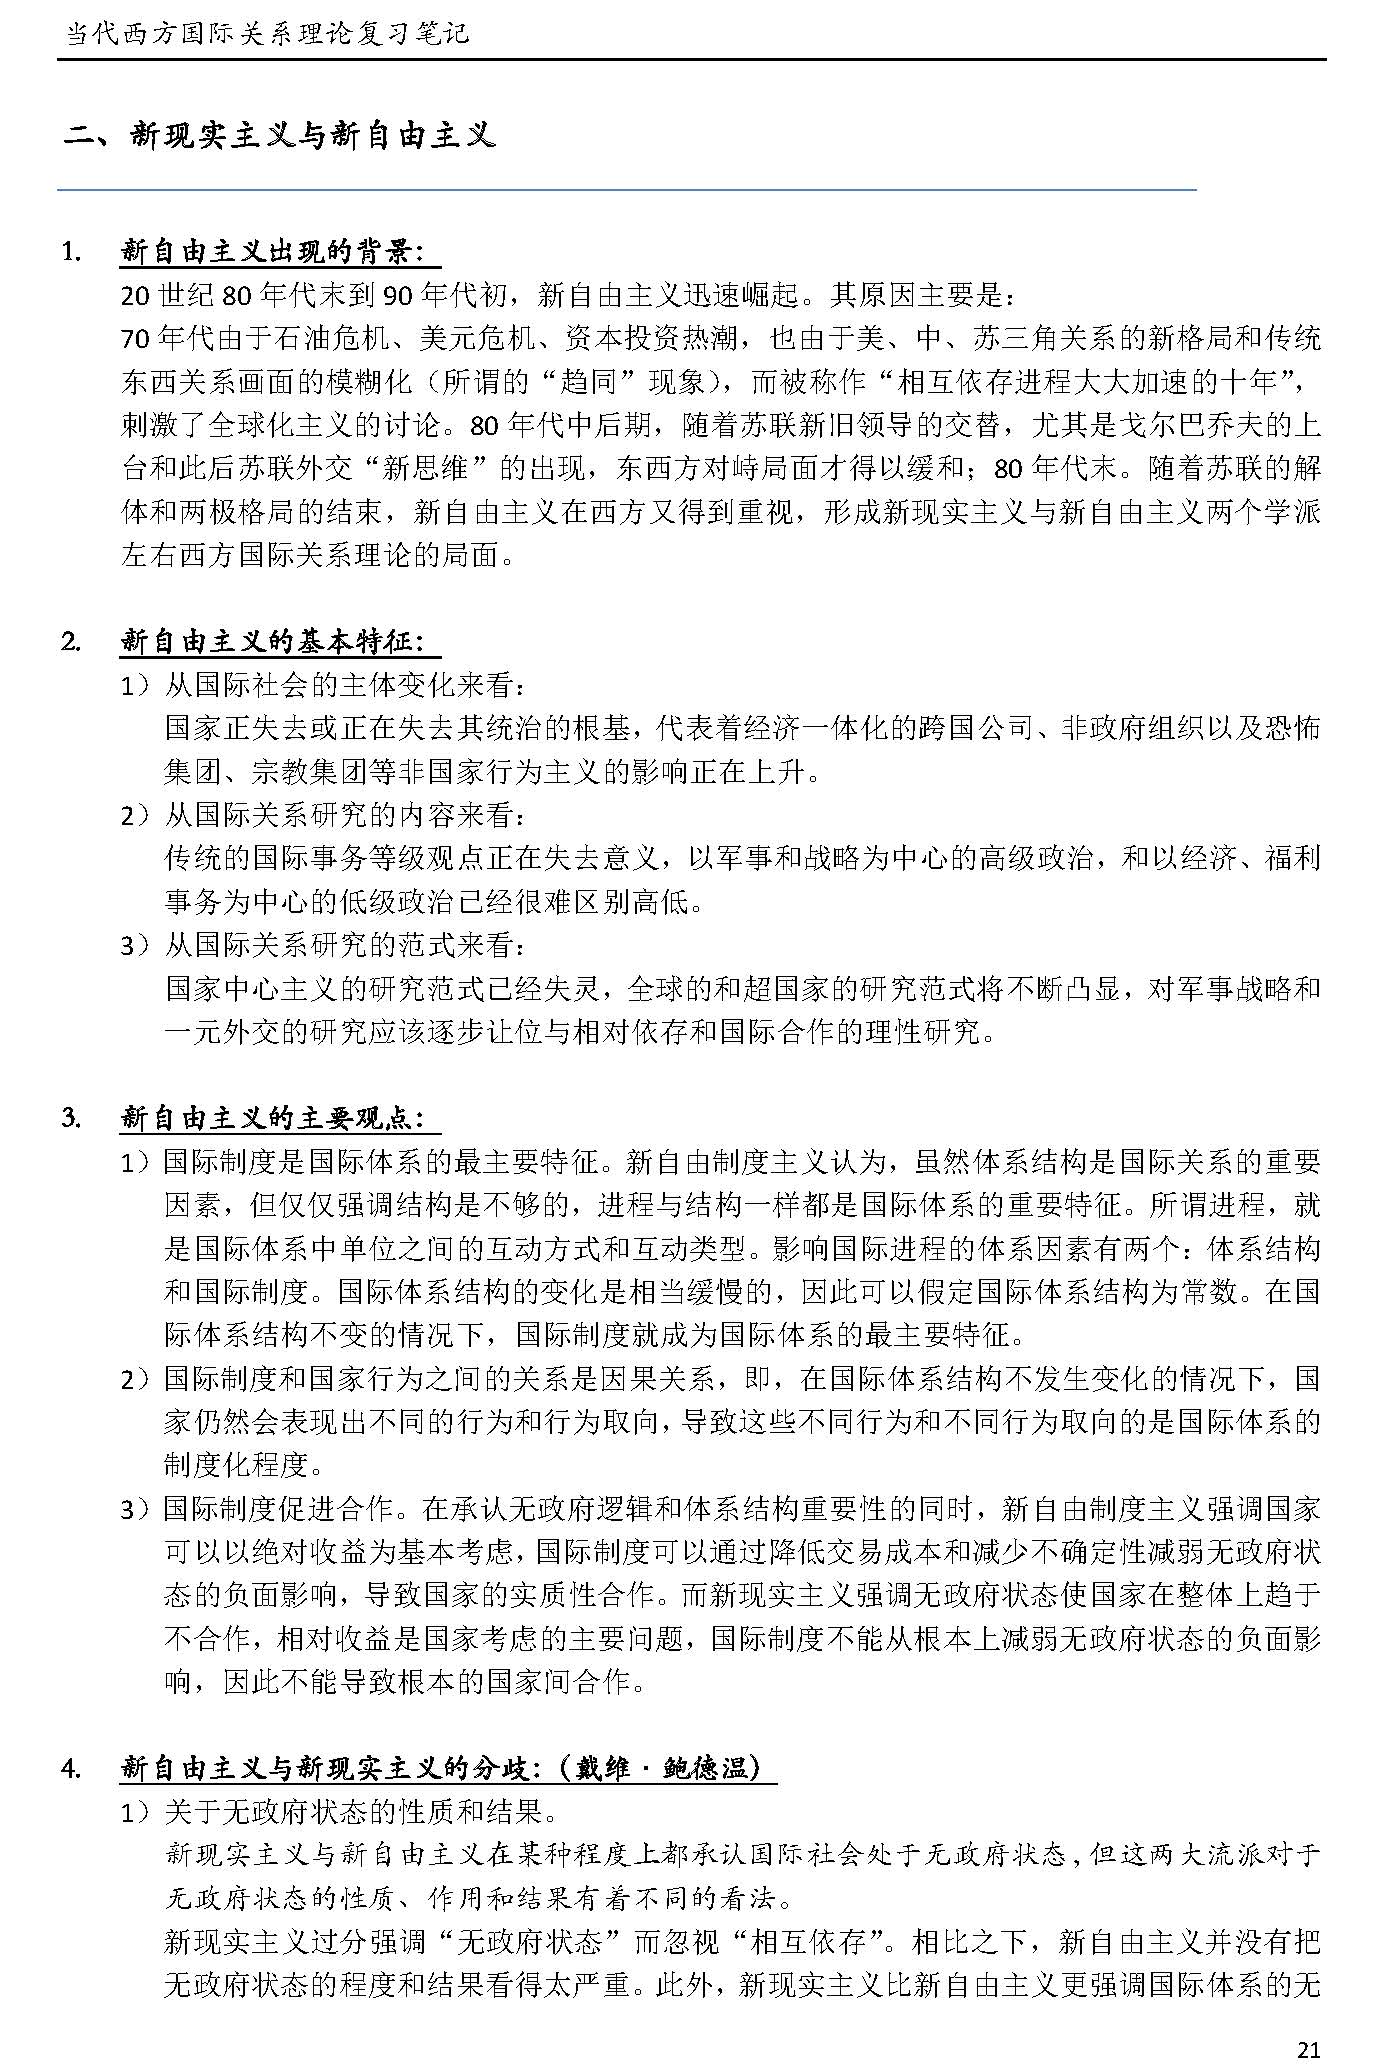 当代西方国际关系理论复习笔记
二、新现实主义与新自由主义
1. 新自由主义出现的背景：
20 世纪 80 年代末到 90 年代初，新自由主义迅速崛起。其原因主要是：
70 年代由于石油危机、美元危机、资本投资热潮，也由于美、中、苏三角关系的新格局和传统
东西关系画面的模糊化（所谓的“趋同”现象），而被称作“相互依存进程大大加速的十年”，
刺激了全球化主义的讨论。80 年代中后期，随着苏联新旧领导的交替，尤其是戈尔巴乔夫的上
台和此后苏联外交“新思维”的出现，东西方对峙局面才得以缓和；80 年代末。随着苏联的解
体和两极格局的结束，新自由主义在西方又得到重视，形成新现实主义与新自由主义两个学派
左右西方国际关系理论的局面。
2. 新自由主义的基本特征：
1）从国际社会的主体变化来看：
国家正失去或正在失去其统治的根基，代表着经济一体化的跨国公司、非政府组织以及恐怖
集团、宗教集团等非国家行为主义的影响正在上升。
2）从国际关系研究的内容来看：
传统的国际事务等级观点正在失去意义，以军事和战略为中心的高级政治，和以经济、福利
事务为中心的低级政治已经很难区别高低。
3）从国际关系研究的范式来看：
国家中心主义的研究范式已经失灵，全球的和超国家的研究范式将不断凸显，对军事战略和
一元外交的研究应该逐步让位与相对依存和国际合作的理性研究。
3. 新自由主义的主要观点：
1）国际制度是国际体系的最主要特征。新自由制度主义认为，虽然体系结构是国际关系的重要
因素，但仅仅强调结构是不够的，进程与结构一样都是国际体系的重要特征。所谓进程，就
是国际体系中单位之间的互动方式和互动类型。影响国际进程的体系因素有两个：体系结构
和国际制度。国际体系结构的变化是相当缓慢的，因此可以假定国际体系结构为常数。在国
际体系结构不变的情况下，国际制度就成为国际体系的最主要特征。
2）国际制度和国家行为之间的关系是因果关系，即，在国际体系结构不发生变化的情况下，国
家仍然会表现出不同的行为和行为取向，导致这些不同行为和不同行为取向的是国际体系的
制度化程度。
3）国际制度促进合作。在承认无政府逻辑和体系结构重要性的同时，新自由制度主义强调国家
可以以绝对收益为基本考虑，国际制度可以通过降低交易成本和减少不确定性减弱无政府状
态的负面影响，导致国家的实质性合作。而新现实主义强调无政府状态使国家在整体上趋于
不合作，相对收益是国家考虑的主要问题，国际制度不能从根本上减弱无政府状态的负面影
响，因此不能导致根本的国家间合作。
4. 新自由主义与新现实主义的分歧：（戴维·鲍德温）
1）关于无政府状态的性质和结果。
新现实主义与新自由主义在某种程度上都承认国际社会处于无政府状态，但这两大流派对于
无政府状态的性质、作用和结果有着不同的看法。
新现实主义过分强调“无政府状态”而忽视“相互依存”。相比之下，新自由主义并没有把
无政府状态的程度和结果看得太严重。此外，新现实主义比新自由主义更强调国际体系的无
21